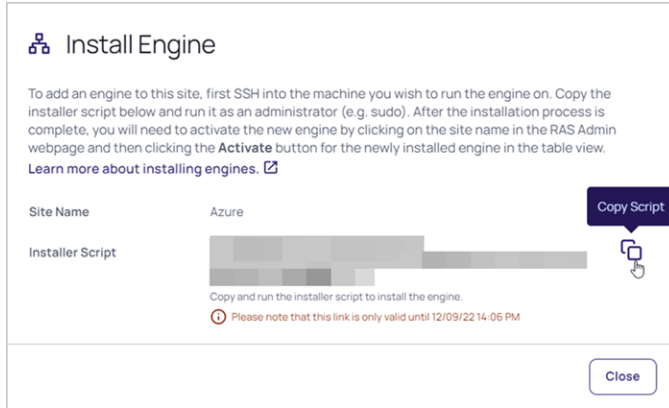 Install Engine
To add an engine to this site, first SSH into the machine you wish to run the engine on. Copy the
installer script below and run it as an administrator (e.g. sudo). After the installation process is
complete, you will need to activate the new engine by clicking on the site name in the RAS Admin
webpage and then clicking the Activate button for the newly installed engine in the table view.
Learn more about installing engines.
Copy Script
Site Name Azure
Installer Script
Copy and run the installer script to install the engine.
Please note that this link is only valid until 12/09/22 14:06 PM
Close